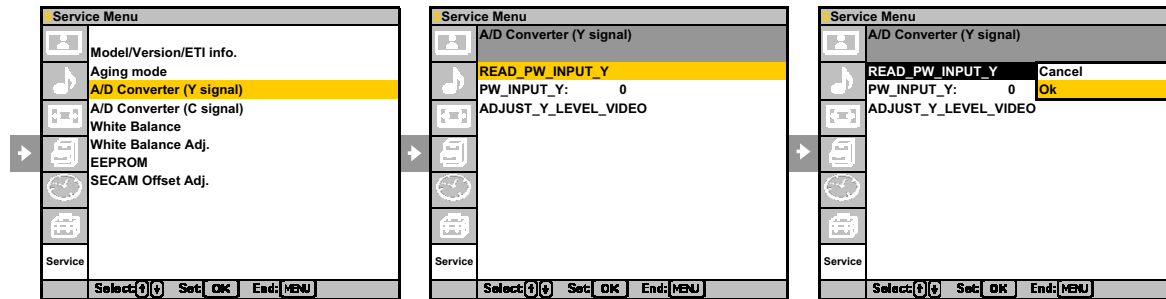 Service Menu
Model/Version/ETI info.
Aging mode
A/D Converter (Y signal)
A/D Converter (C signal)
White Balance
White Balance Adj.
EEPROM
SECAM Offset Adj.
Service
Select: Set: OK End: MENU
Service Menu
A/D Converter (Y signal)
READ_PW_INPUT_Y
PW_INPUT_Y: 0
ADJUST_Y_LEVEL_VIDEO
Service
Select: Set: OK End: MENU
Service Menu
A/D Converter (Y signal)
READ_PW_INPUT_Y Cancel
PW_INPUT_Y: 0 Ok
ADJUST_Y_LEVEL_VIDEO
Service
Select: Set: OK End: MENU